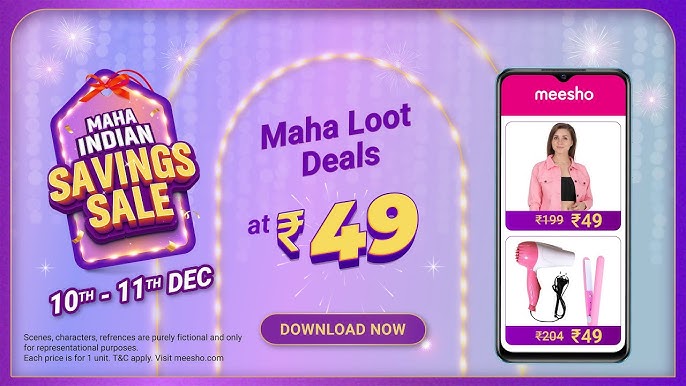 MAHA
INDIAN
SAVINGS
SALE
10TH - 11TH DEC
Maha Loot
Deals
at ₹49
DOWNLOAD NOW
meesho
₹199 ₹49
₹204 ₹49
Scenes, characters, refrences are purely fictional and only
for representational purposes.
Each price is for 1 unit. T&C apply. Visit meesho.com